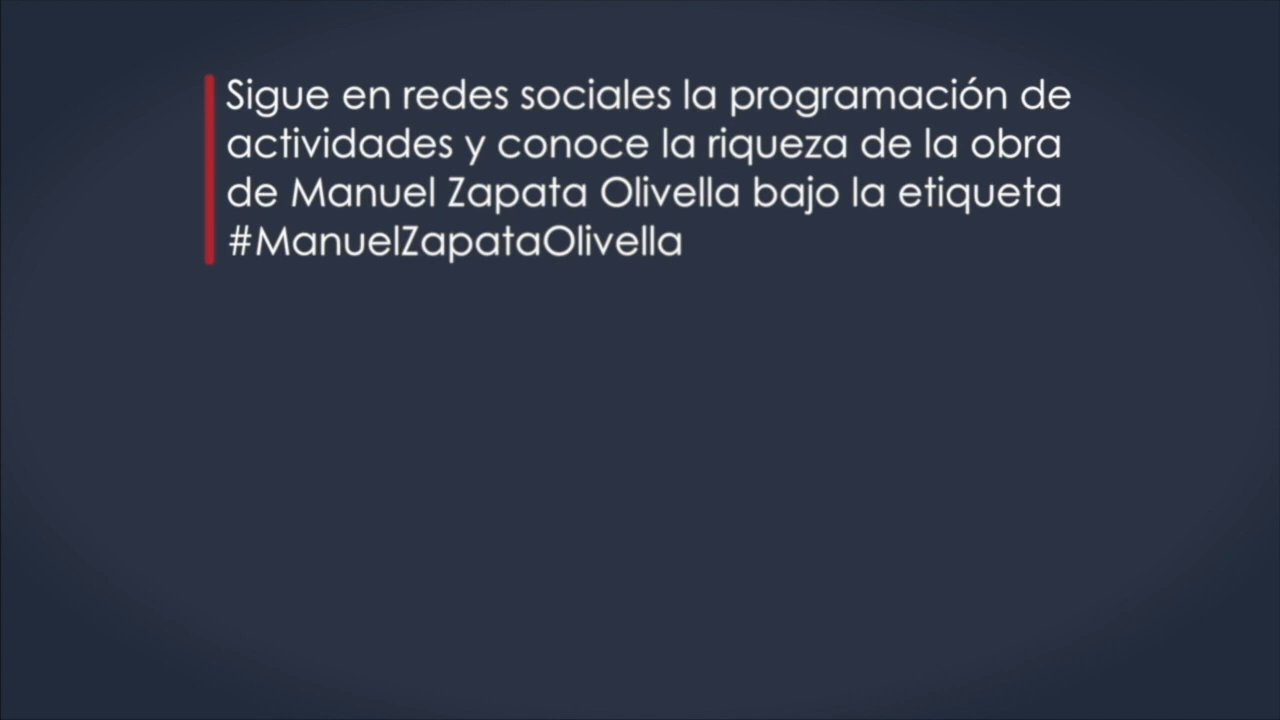 Sigue en redes sociales la programación de
actividades y conoce la riqueza de la obra
de Manuel Zapata Olivella bajo la etiqueta
#ManuelZapataOlivella